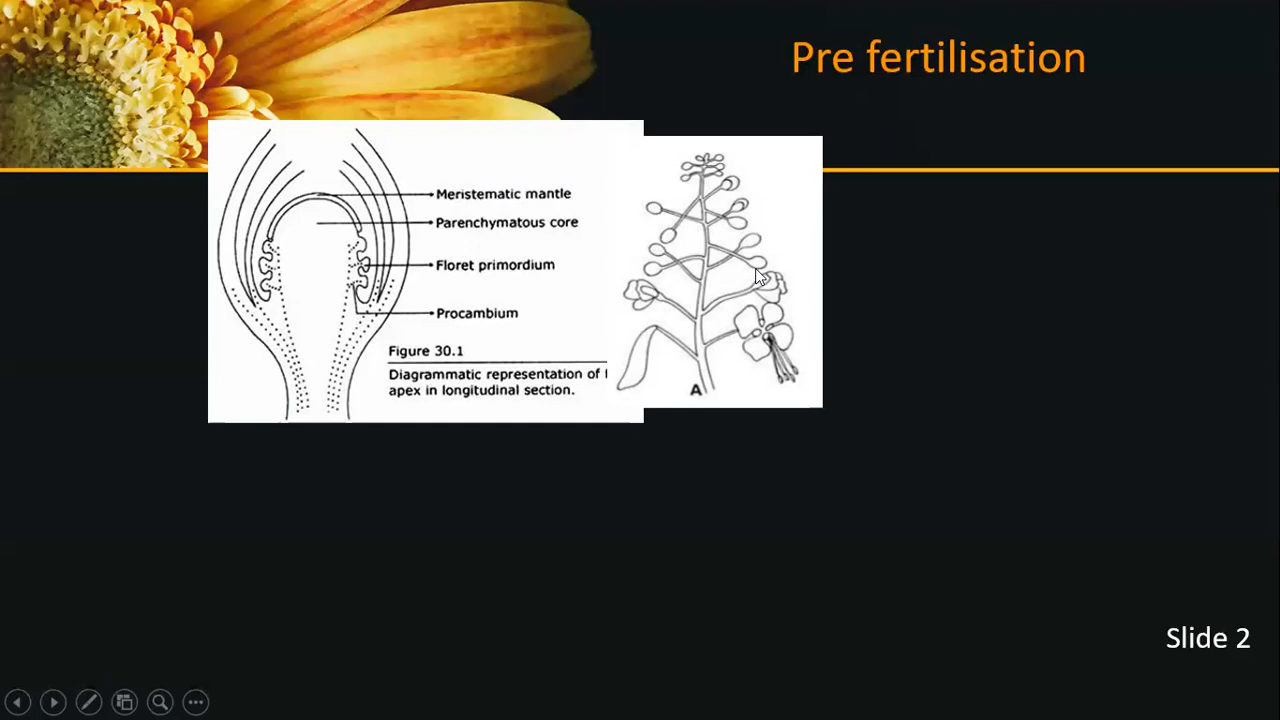 Pre fertilisation
Meristematic mantle
Parenchymatous core
Floret primordium
Procambium
Figure 30.1
Diagrammatic representation of
apex in longitudinal section.
A
Slide 2